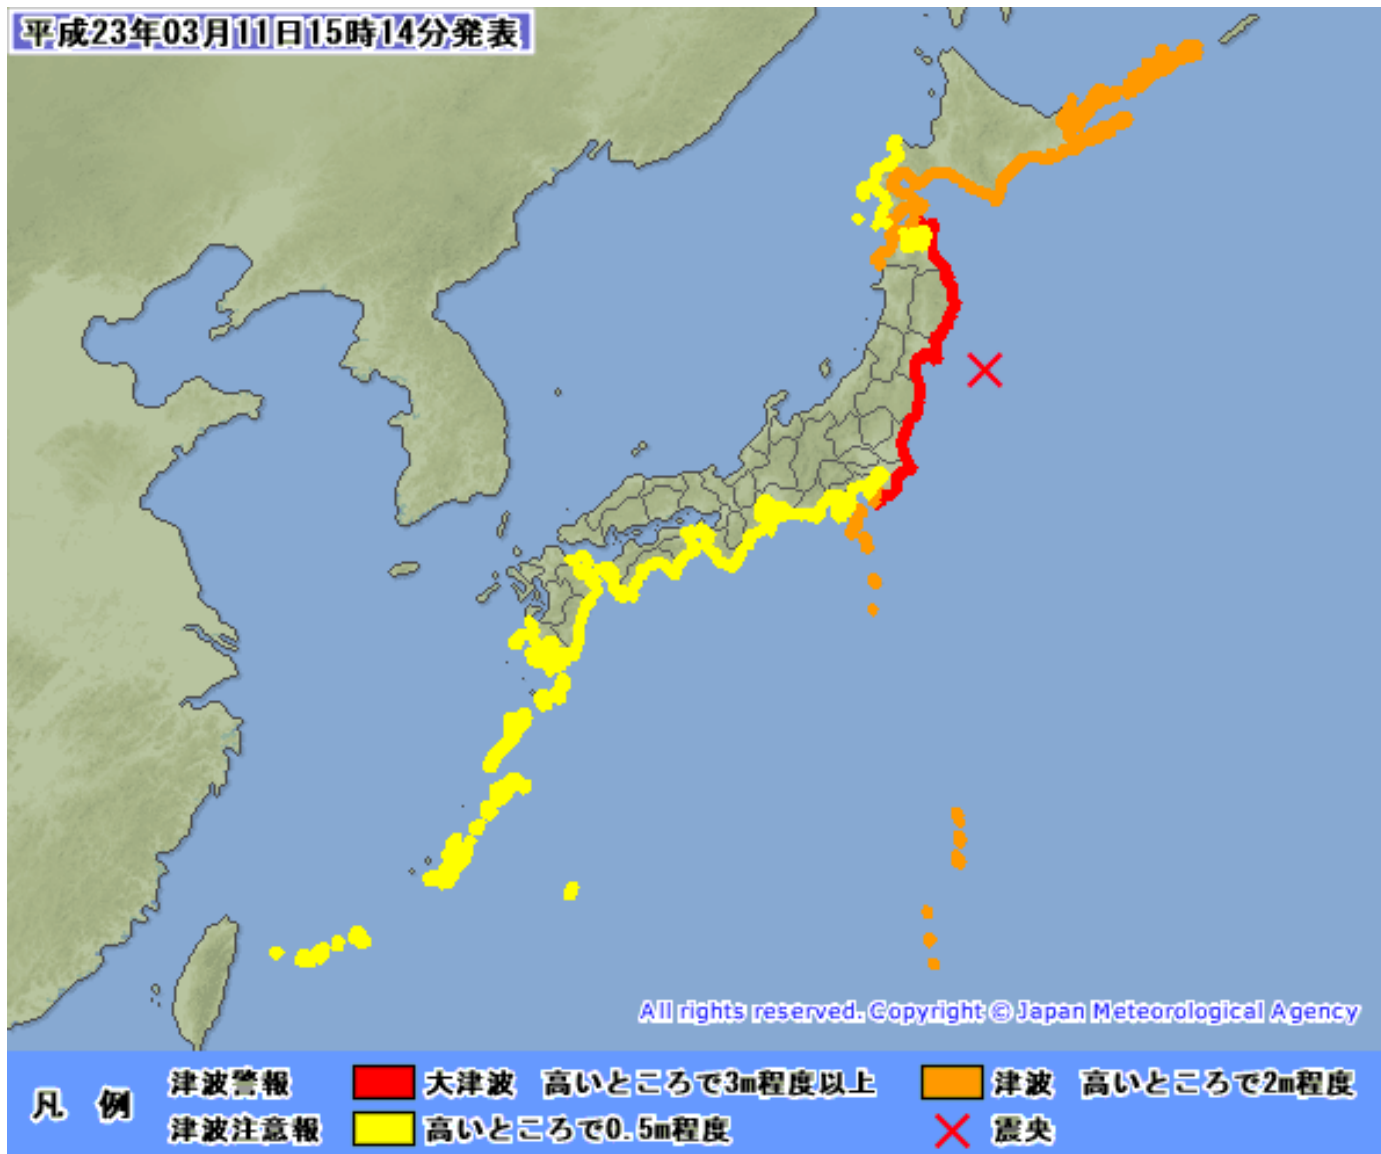 平成23年03月11日15時14分発表
All rights reserved. Copyright © Japan Meteorological Agency
凡 例
津波警報 大津波 高いところで3m程度以上 津波 高いところで2m程度
津波注意報 高いところで0.5m程度 震央